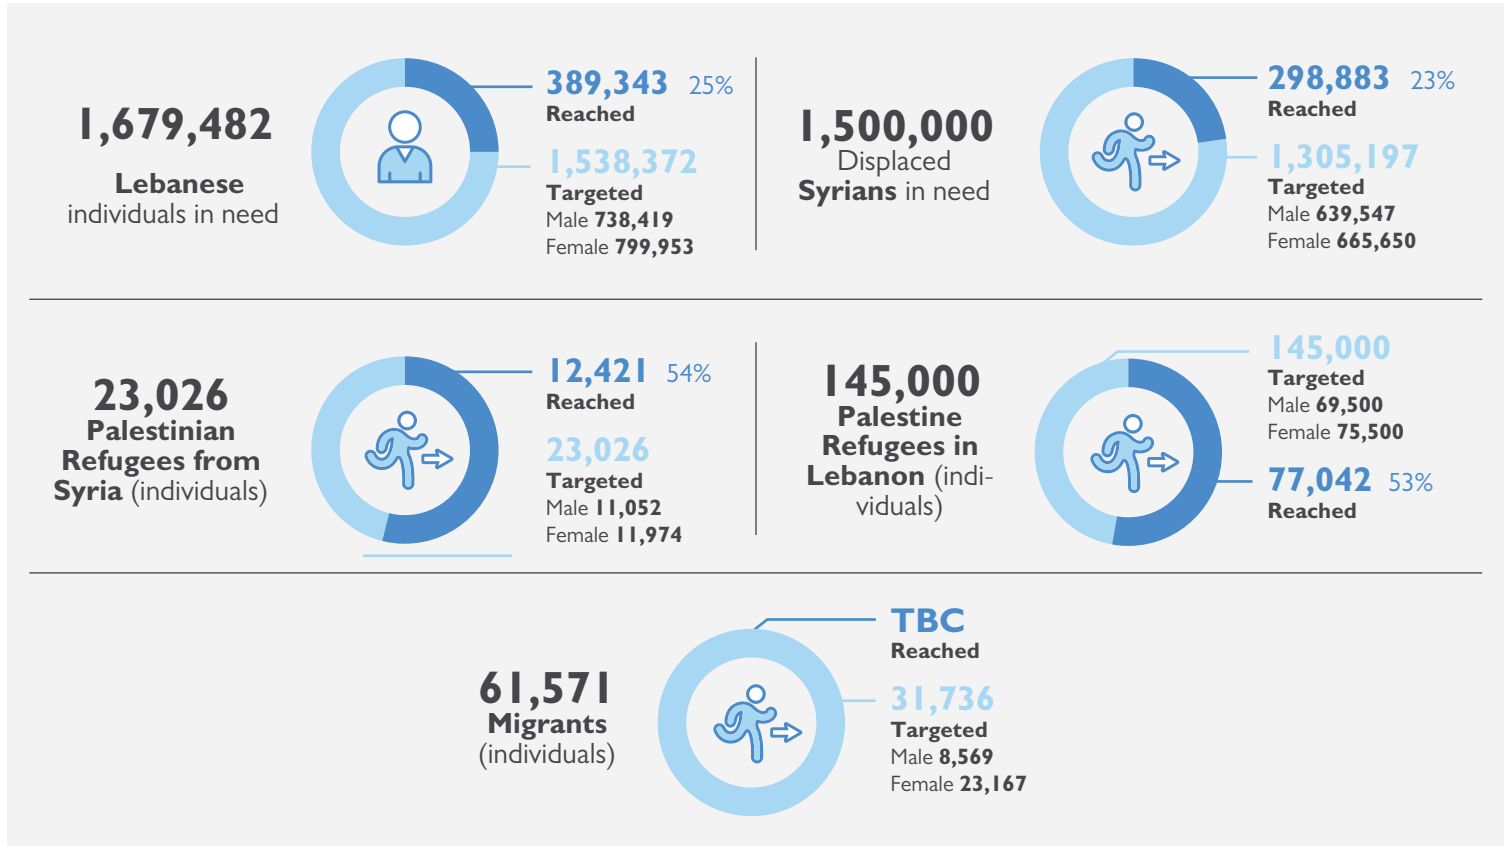 1,679,482
Lebanese
individuals in need
389,343 25%
Reached
1,538,372
Targeted
Male 738,419
Female 799,953
1,500,000
Displaced
Syrians in need
298,883 23%
Reached
1,305,197
Targeted
Male 639,547
Female 665,650
23,026
Palestinian
Refugees from
Syria (individuals)
12,421 54%
Reached
23,026
Targeted
Male 11,052
Female 11,974
145,000
Palestine
Refugees in
Lebanon (indi-
viduals)
145,000
Targeted
Male 69,500
Female 75,500
77,042 53%
Reached
61,571
Migrants
(individuals)
TBC
Reached
31,736
Targeted
Male 8,569
Female 23,167